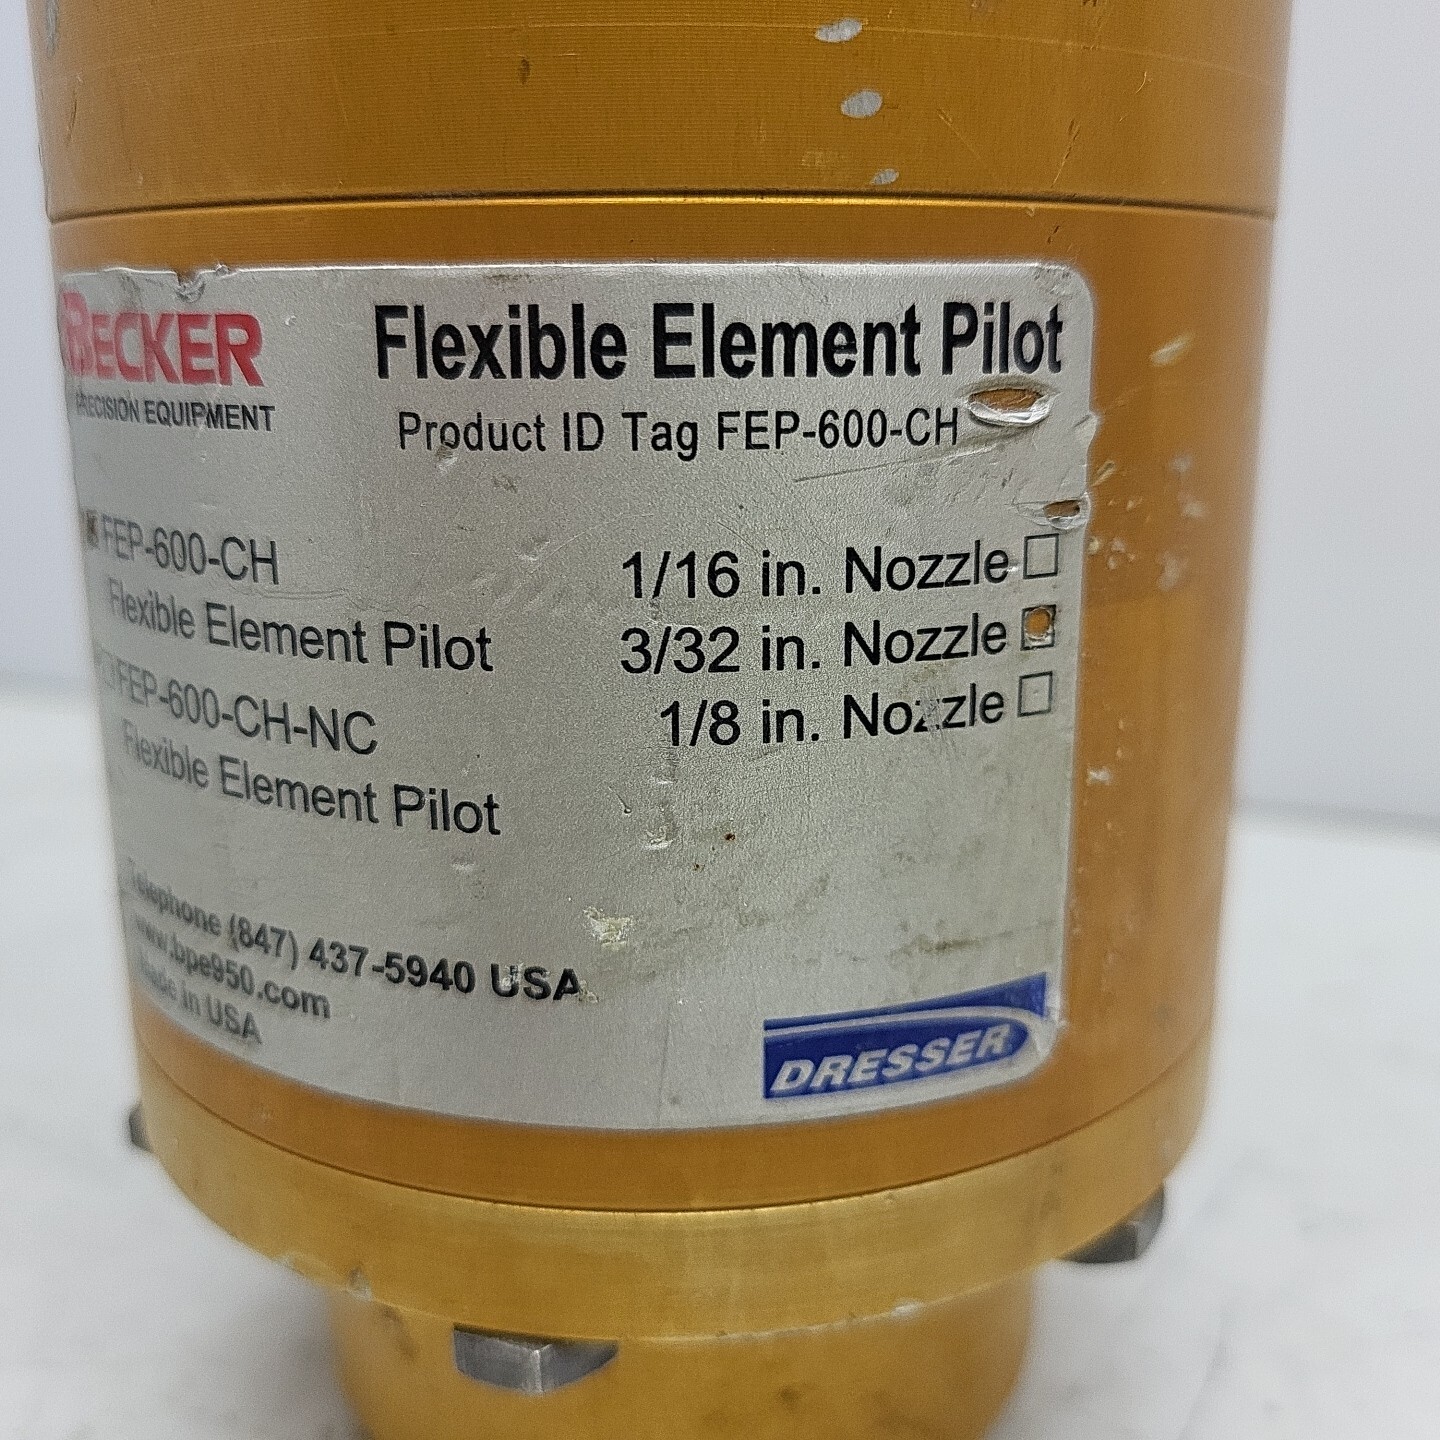 BECKER
PRECISION EQUIPMENT
Flexible Element Pilot
Product ID Tag FEP-600-CH
FEP-600-CH
Flexible Element Pilot
FEP-600-CH-NC
Flexible Element Pilot
1/16 in. Nozzle
3/32 in. Nozzle
1/8 in. Nozzle
Telephone (847) 437-5940 USA
www.bpe950.com
Made in USA
DRESSER